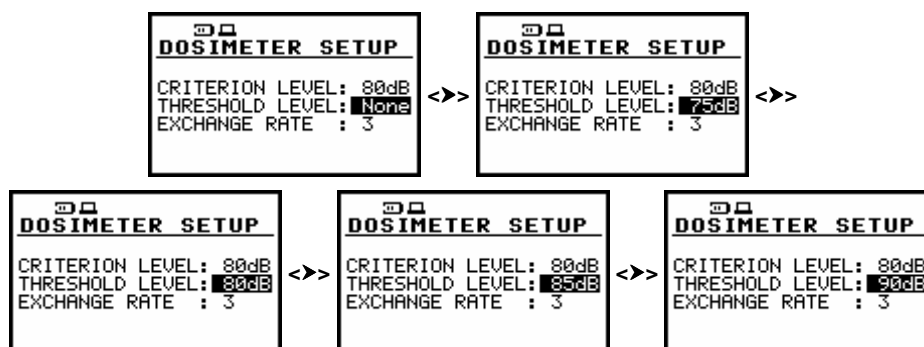 DOSIMETER SETUP
CRITERION LEVEL: 80dB
THRESHOLD LEVEL: None
EXCHANGE RATE : 3
<>>
DOSIMETER SETUP
CRITERION LEVEL: 80dB
THRESHOLD LEVEL: 75dB
EXCHANGE RATE : 3
<>>
DOSIMETER SETUP
CRITERION LEVEL: 80dB
THRESHOLD LEVEL: 80dB
EXCHANGE RATE : 3
<>>
DOSIMETER SETUP
CRITERION LEVEL: 80dB
THRESHOLD LEVEL: 85dB
EXCHANGE RATE : 3
<>>
DOSIMETER SETUP
CRITERION LEVEL: 80dB
THRESHOLD LEVEL: 90dB
EXCHANGE RATE : 3